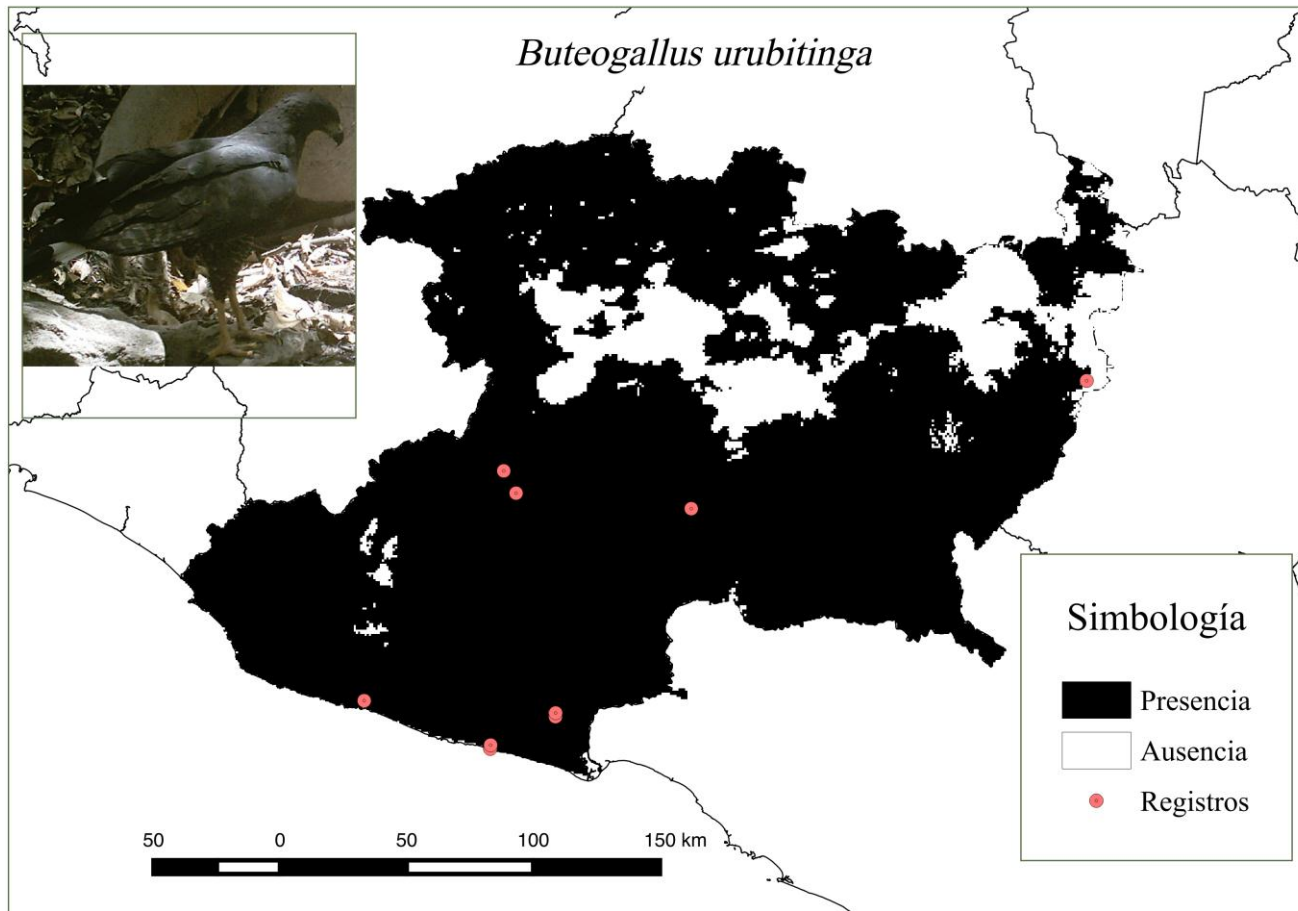 Buteogallus urubitinga
Simbología
Presencia
Ausencia
Registros
50 0 50 100 150 km